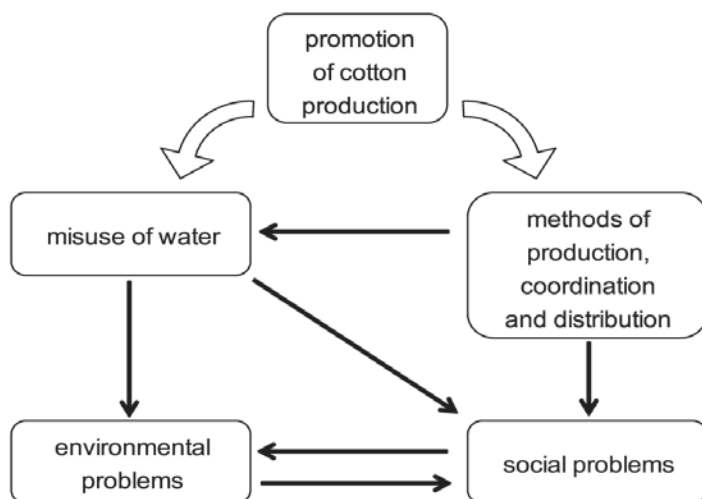 promotion
of cotton
production
misuse of water
methods of
production,
coordination
and distribution
environmental
problems
social problems